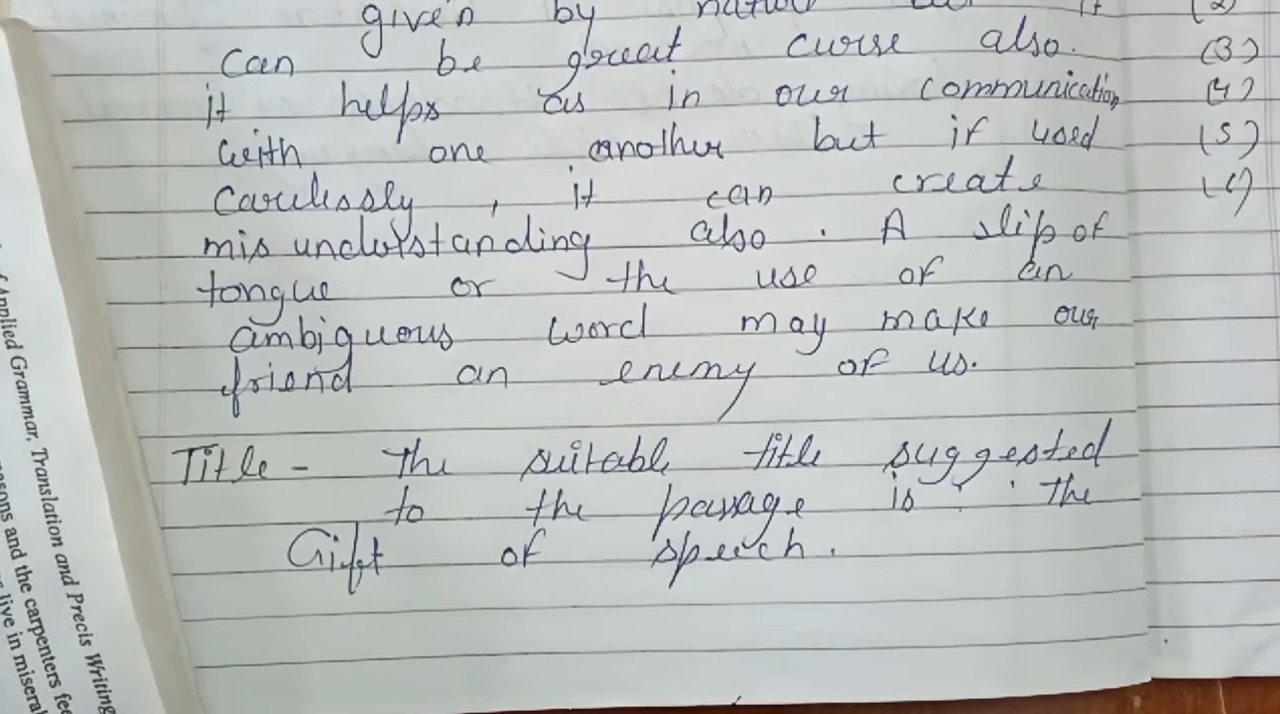 given by
can be great curse also.
it helps us in our communication
with one another but if used
carelessly, it can create
mis understanding also. A slip of
tongue or the use of an
ambiguous word may make our
friend an enemy of us.
Title - The suitable title suggested
to the passage is : The
Gift of speech.
(2)
(3)
(4)
(5)
Applied Grammar, Translation and Precis Writing
and the carpenters
live in